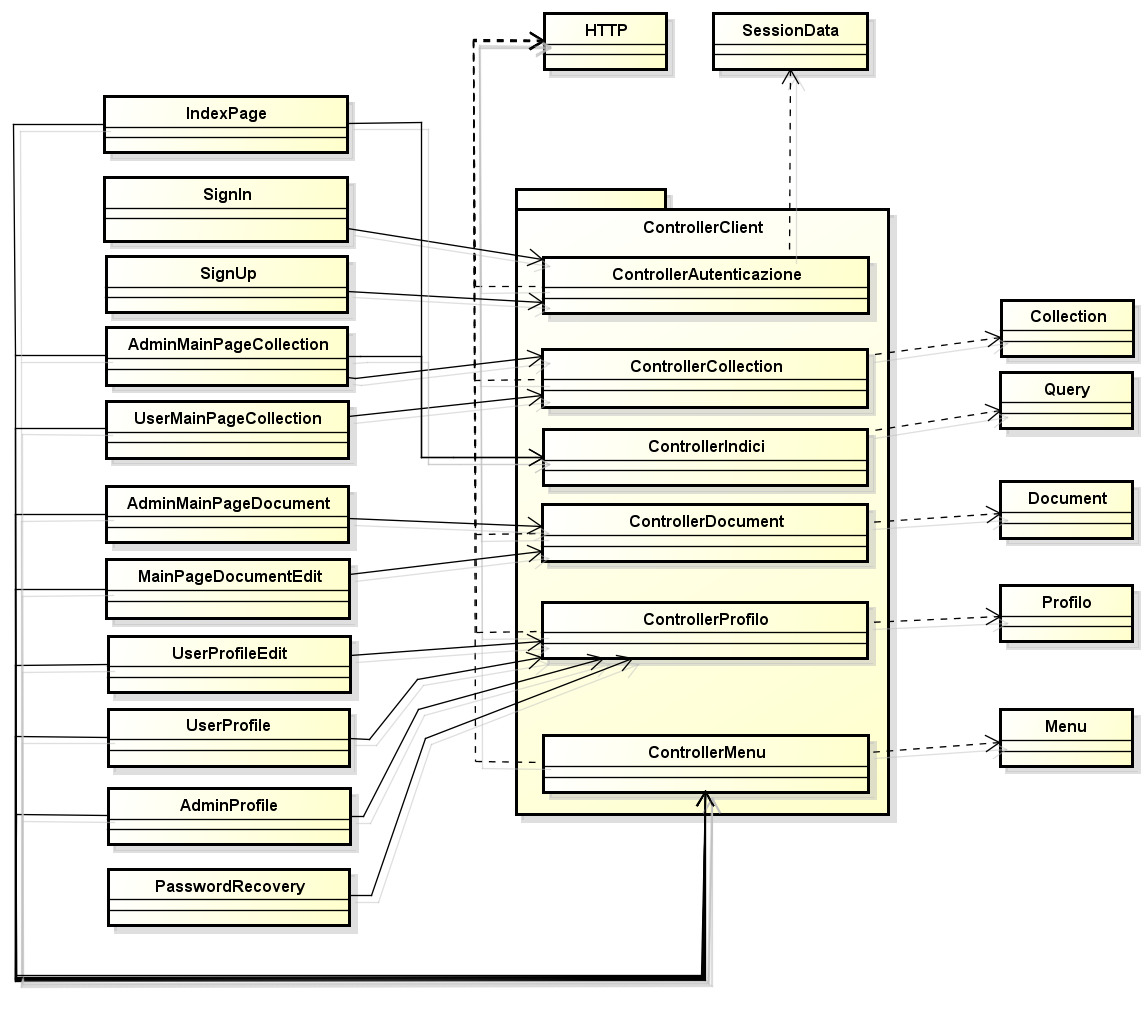 HTTP
SessionData
IndexPage
SignIn
SignUp
AdminMainPageCollection
UserMainPageCollection
AdminMainPageDocument
MainPageDocumentEdit
UserProfileEdit
UserProfile
AdminProfile
PasswordRecovery
ControllerClient
ControllerAutenticazione
ControllerCollection
ControllerIndici
ControllerDocument
ControllerProfilo
ControllerMenu
Collection
Query
Document
Profilo
Menu